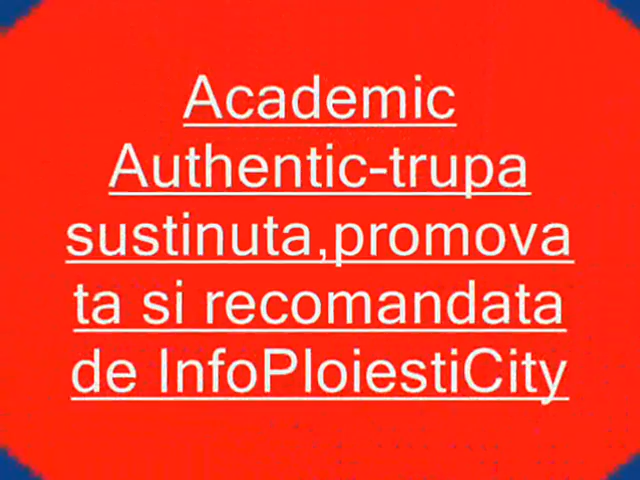 Academic
Authentic-trupa
sustinuta,promova
ta si recomandata
de InfoPloiestiCity